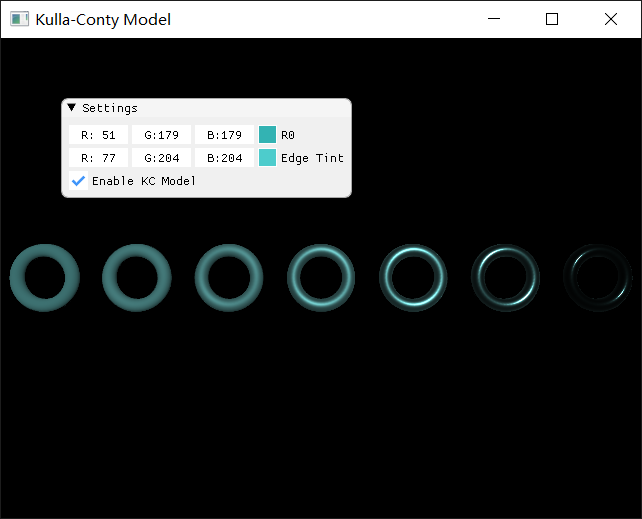 Kulla-Conty Model
Settings
R: 51 G:179 B:179 R0
R: 77 G:204 B:204 Edge Tint
Enable KC Model